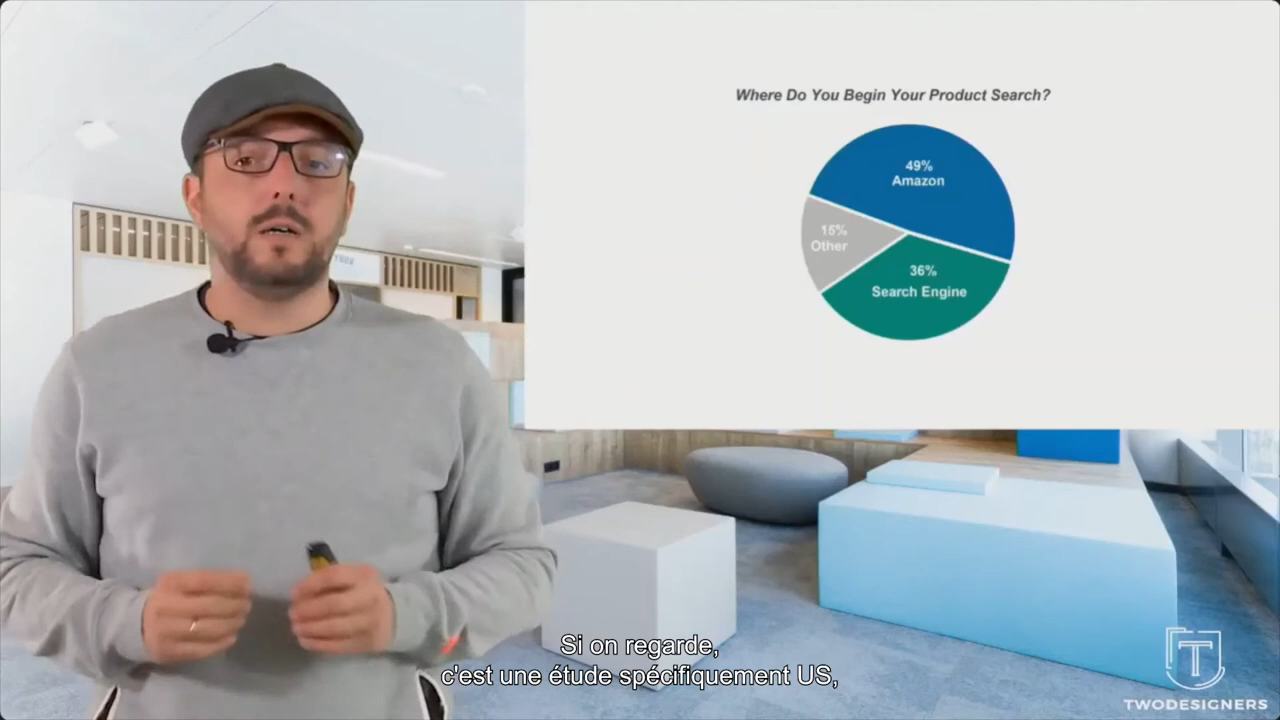 Where Do You Begin Your Product Search?
49%
Amazon
15%
Other
36%
Search Engine
Si on regarde,
c'est une étude spécifiquement US,
T
TWODESIGNERS